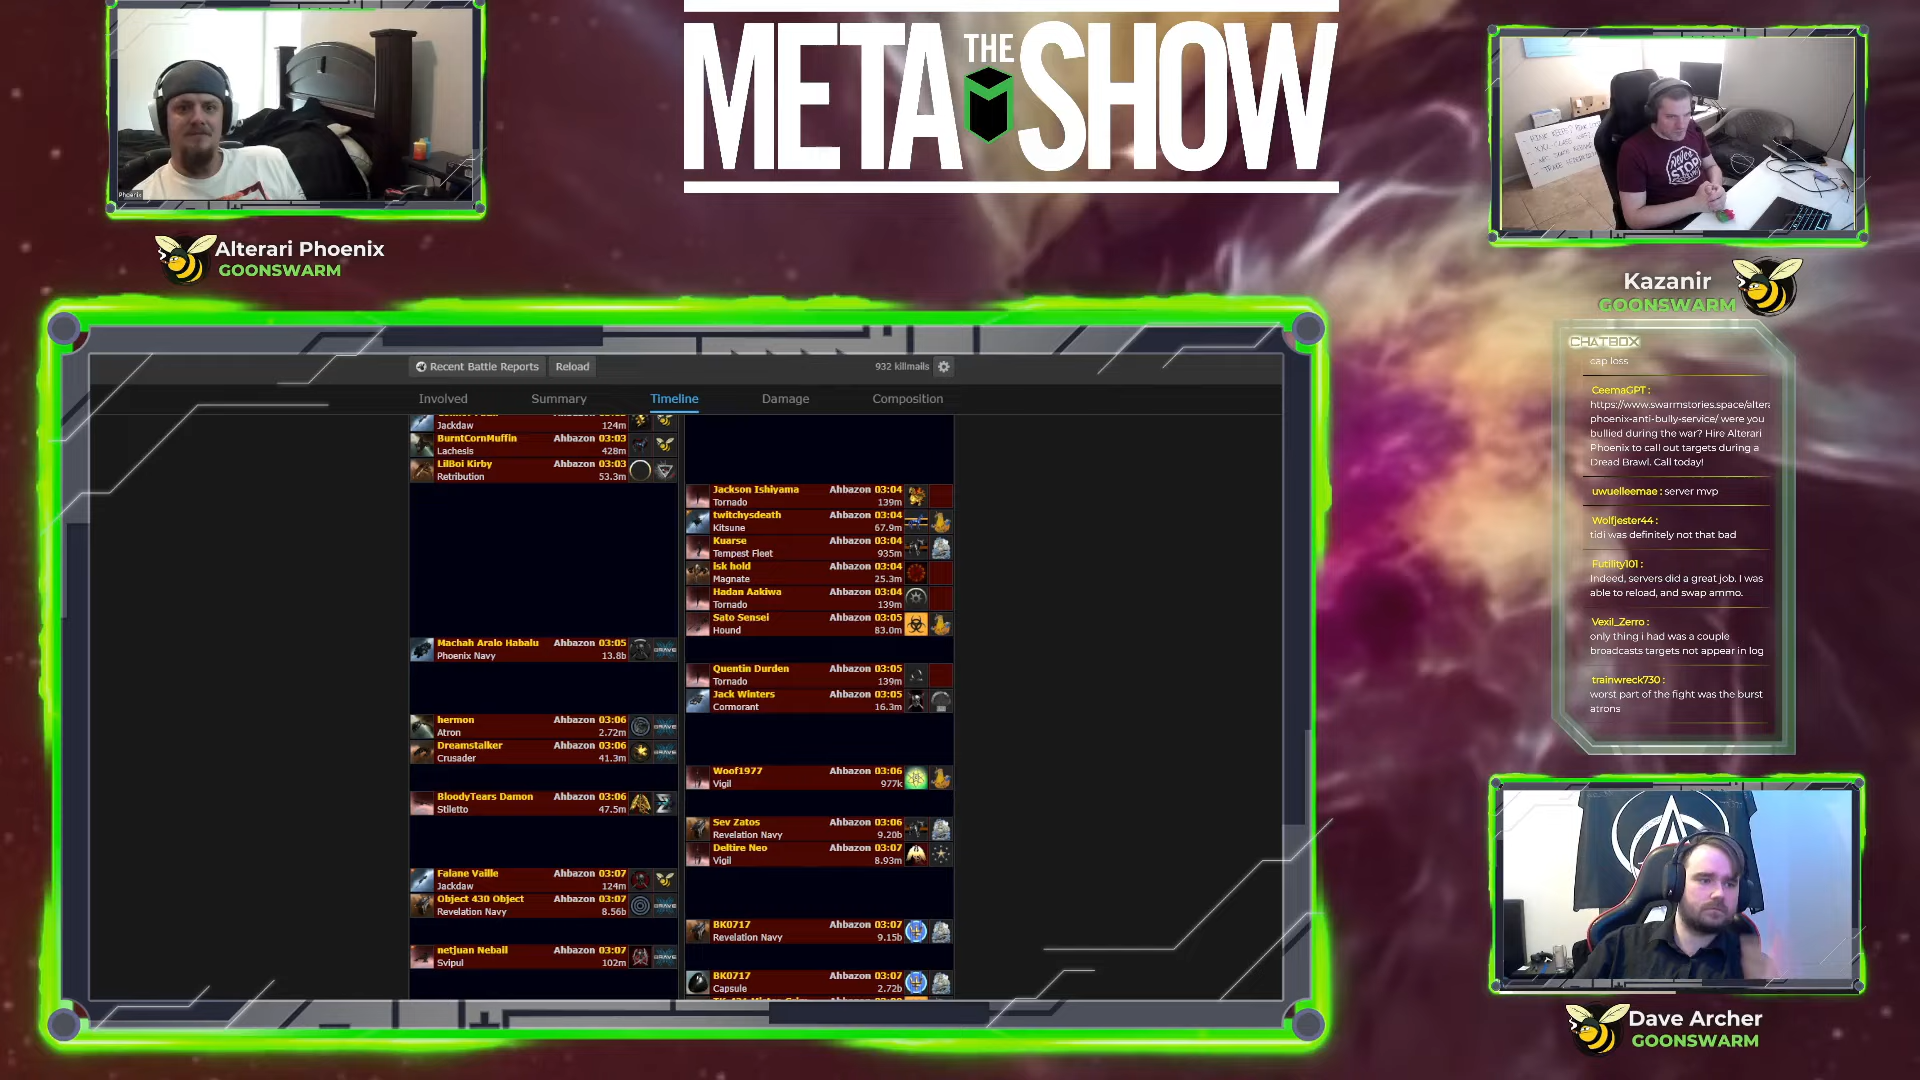 META THE SHOW
Phoenix
Alterari Phoenix
GOONSWARM
Kazanir
GOONSWARM
Recent Battle Reports
Reload
932 killmails
Involved
Summary
Timeline
Damage
Composition
Jackdaw 124m
BurntCornMuffin Ahbazon 03:03
Lachesis 428m
LilBoi Kirby Ahbazon 03:03
Retribution 53.3m
Machah Aralo Habalu Ahbazon 03:05
Phoenix Navy 13.8b
BRAVE
hermon Ahbazon 03:06
Atron 2.72m
BRAVE
Dreamstalker Ahbazon 03:06
Crusader 41.3m
BRAVE
BloodyTears Damon Ahbazon 03:06
Stiletto 47.5m
Falane Vaille Ahbazon 03:07
Jackdaw 124m
Object 430 Object Ahbazon 03:07
Revelation Navy 8.56b
BRAVE
netjuan Nebail Ahbazon 03:07
Svipul 102m
BRAVE
Jackson Ishiyama Ahbazon 03:04
Tornado 139m
twitchysdeath Ahbazon 03:04
Kitsune 67.9m
Kuarse Ahbazon 03:04
Tempest Fleet 935m
isk hold Ahbazon 03:04
Magnate 25.3m
Hadan Aakiwa Ahbazon 03:04
Tornado 139m
Sato Sensei Ahbazon 03:05
Hound 83.0m
Quentin Durden Ahbazon 03:05
Tornado 139m
Jack Winters Ahbazon 03:05
Cormorant 16.3m
Woof1977 Ahbazon 03:06
Vigil 977k
Sev Zatos Ahbazon 03:06
Revelation Navy 9.20b
Deltire Neo Ahbazon 03:07
Vigil 8.93m
BK0717 Ahbazon 03:07
Revelation Navy 9.15b
BK0717 Ahbazon 03:07
Capsule 2.72b
CHATBOX
cap loss
CeemaGPT :
https://www.swarmstories.space/altera
phoenix-anti-bully-service/ were you
bullied during the war? Hire Alterari
Phoenix to call out targets during a
Dread Brawl. Call today!
uwuelleemae : server mvp
Wolfjester44 :
tidi was definitely not that bad
Futility101 :
Indeed, servers did a great job. I was
able to reload, and swap ammo.
Vexil_Zerro :
only thing i had was a couple
broadcasts targets not appear in log
trainwreck730 :
worst part of the fight was the burst
atrons
NEVER
STOP
Dave Archer
GOONSWARM